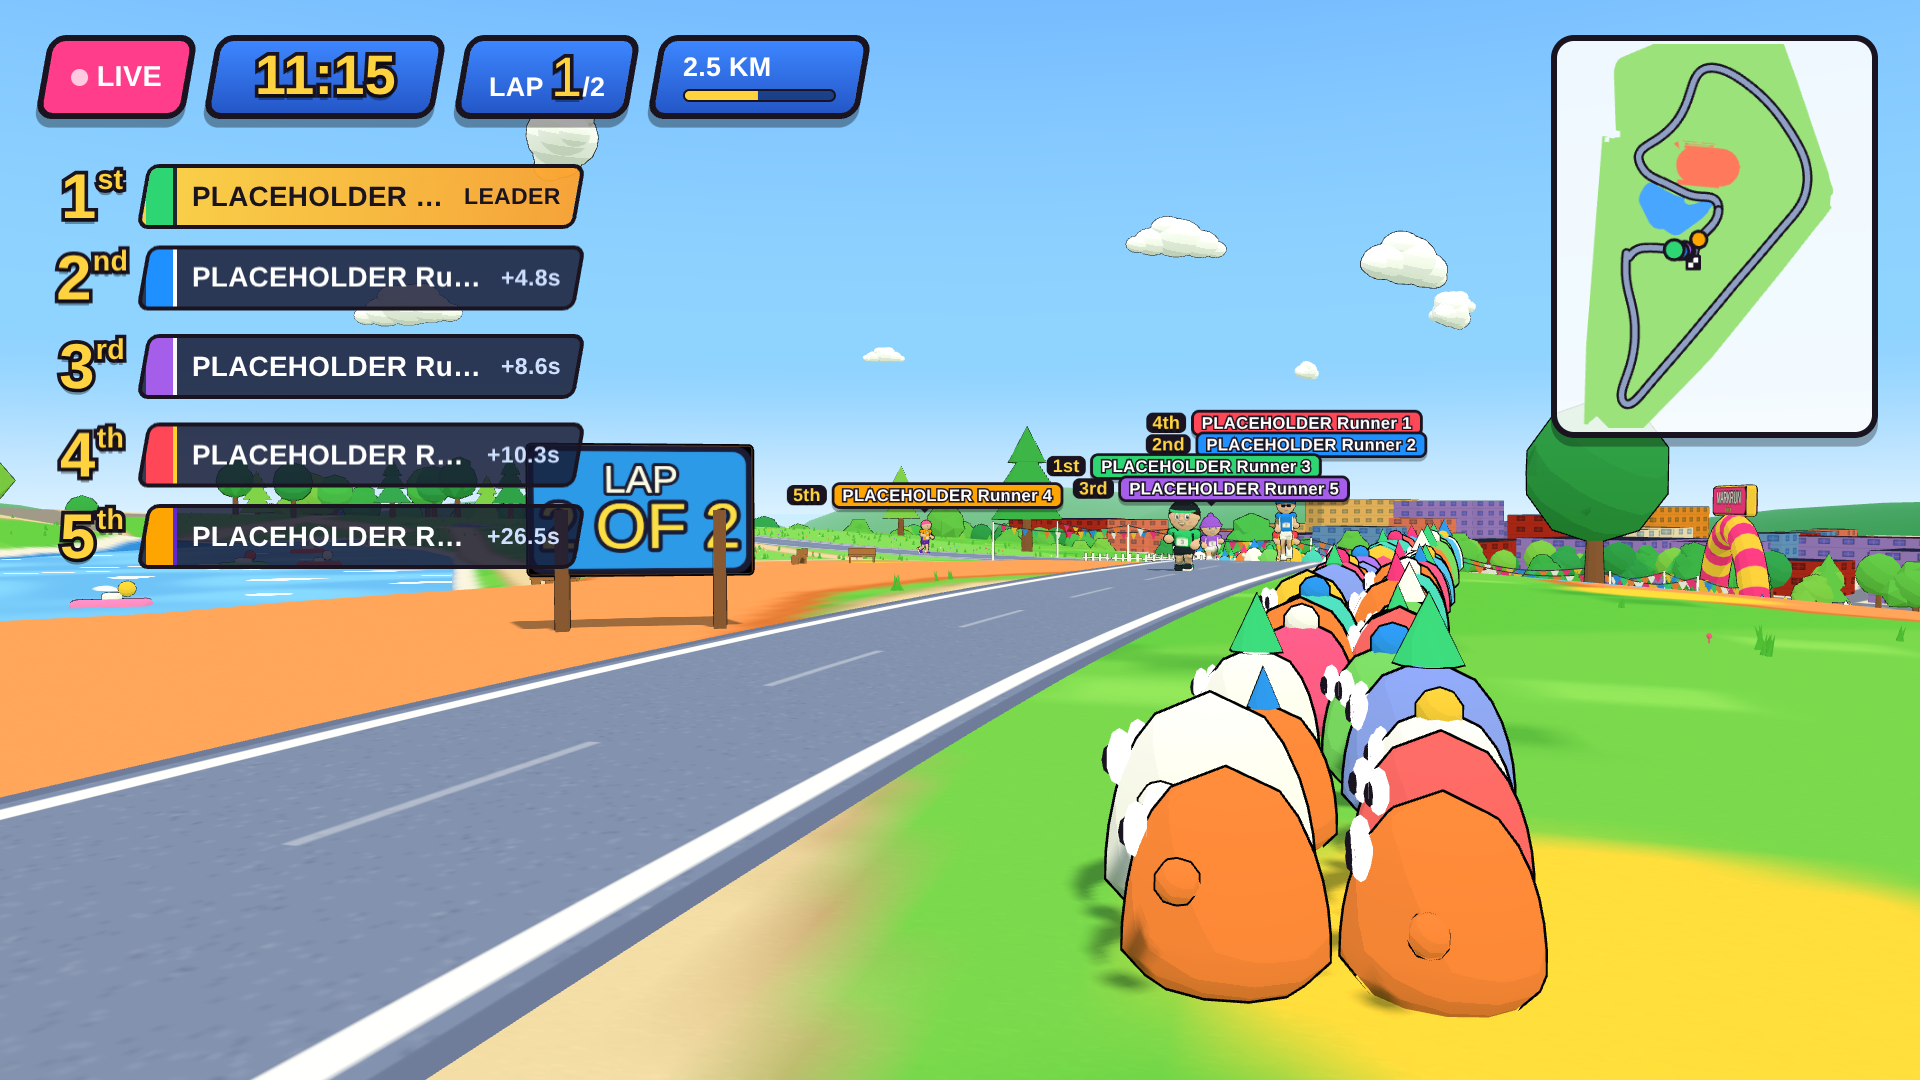 LIVE
11:15
LAP 1/2
2.5 KM
1st PLACEHOLDER ... LEADER
2nd PLACEHOLDER Ru... +4.8s
3rd PLACEHOLDER Ru... +8.6s
4th PLACEHOLDER R... +10.3s
5th PLACEHOLDER R... +26.5s
LAP
2 OF 2
4th PLACEHOLDER Runner 1
2nd PLACEHOLDER Runner 2
1st PLACEHOLDER Runner 3
3rd PLACEHOLDER Runner 5
5th PLACEHOLDER Runner 4
MARKRUN